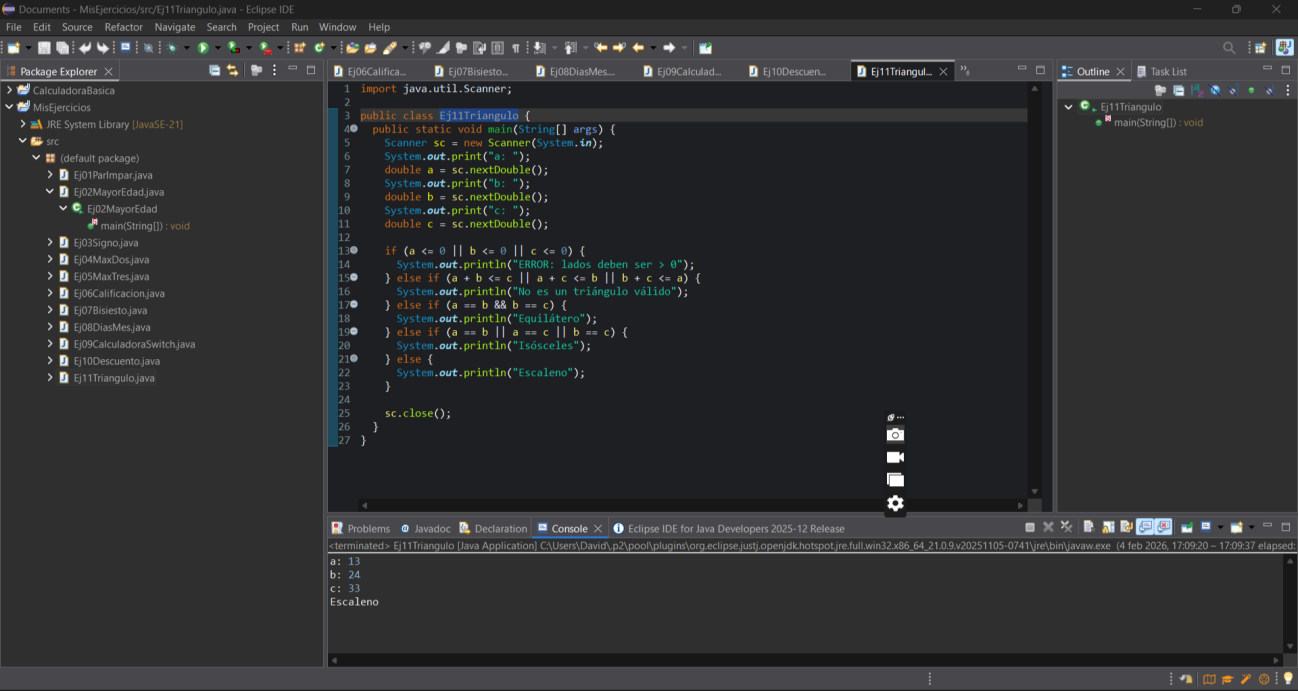 Documents - MisEjercicios/src/Ej11Triangulo.java - Eclipse IDE
File Edit Source Refactor Navigate Search Project Run Window Help
Package Explorer
CalculadoraBasica
MisEjercicios
JRE System Library [JavaSE-21]
src
(default package)
Ej01ParImpar.java
Ej02MayorEdad.java
Ej02MayorEdad
main(String[]) : void
Ej03Signo.java
Ej04MaxDos.java
Ej05MaxTres.java
Ej06Calificacion.java
Ej07Bisiesto.java
Ej08DiasMes.java
Ej09CalculadoraSwitch.java
Ej10Descuento.java
Ej11Triangulo.java
Ej06Califica... Ej07Bisiesto... Ej08DiasMes.... Ej09Calculad... Ej10Descuen... Ej11Triangul...
1 import java.util.Scanner;
2
3 public class Ej11Triangulo {
4 public static void main(String[] args) {
5 Scanner sc = new Scanner(System.in);
6 System.out.print("a: ");
7 double a = sc.nextDouble();
8 System.out.print("b: ");
9 double b = sc.nextDouble();
10 System.out.print("c: ");
11 double c = sc.nextDouble();
12
13 if (a <= 0 || b <= 0 || c <= 0) {
14 System.out.println("ERROR: lados deben ser > 0");
15 } else if (a + b <= c || a + c <= b || b + c <= a) {
16 System.out.println("No es un triángulo válido");
17 } else if (a == b && b == c) {
18 System.out.println("Equilátero");
19 } else if (a == b || a == c || b == c) {
20 System.out.println("Isósceles");
21 } else {
22 System.out.println("Escaleno");
23 }
24
25 sc.close();
26 }
27 }
Outline Task List
Ej11Triangulo
main(String[]) : void
Problems Javadoc Declaration Console Eclipse IDE for Java Developers 2025-12 Release
<terminated> Ej11Triangulo [Java Application] C:\Users\David\.p2\pool\plugins\org.eclipse.justj.openjdk.hotspot.jre.full.win32.x86_64_21.0.9.v20251105-0741\jre\bin\javaw.exe (4 feb 2026, 17:09:20 – 17:09:37 elapsed:
a: 13
b: 24
c: 33
Escaleno